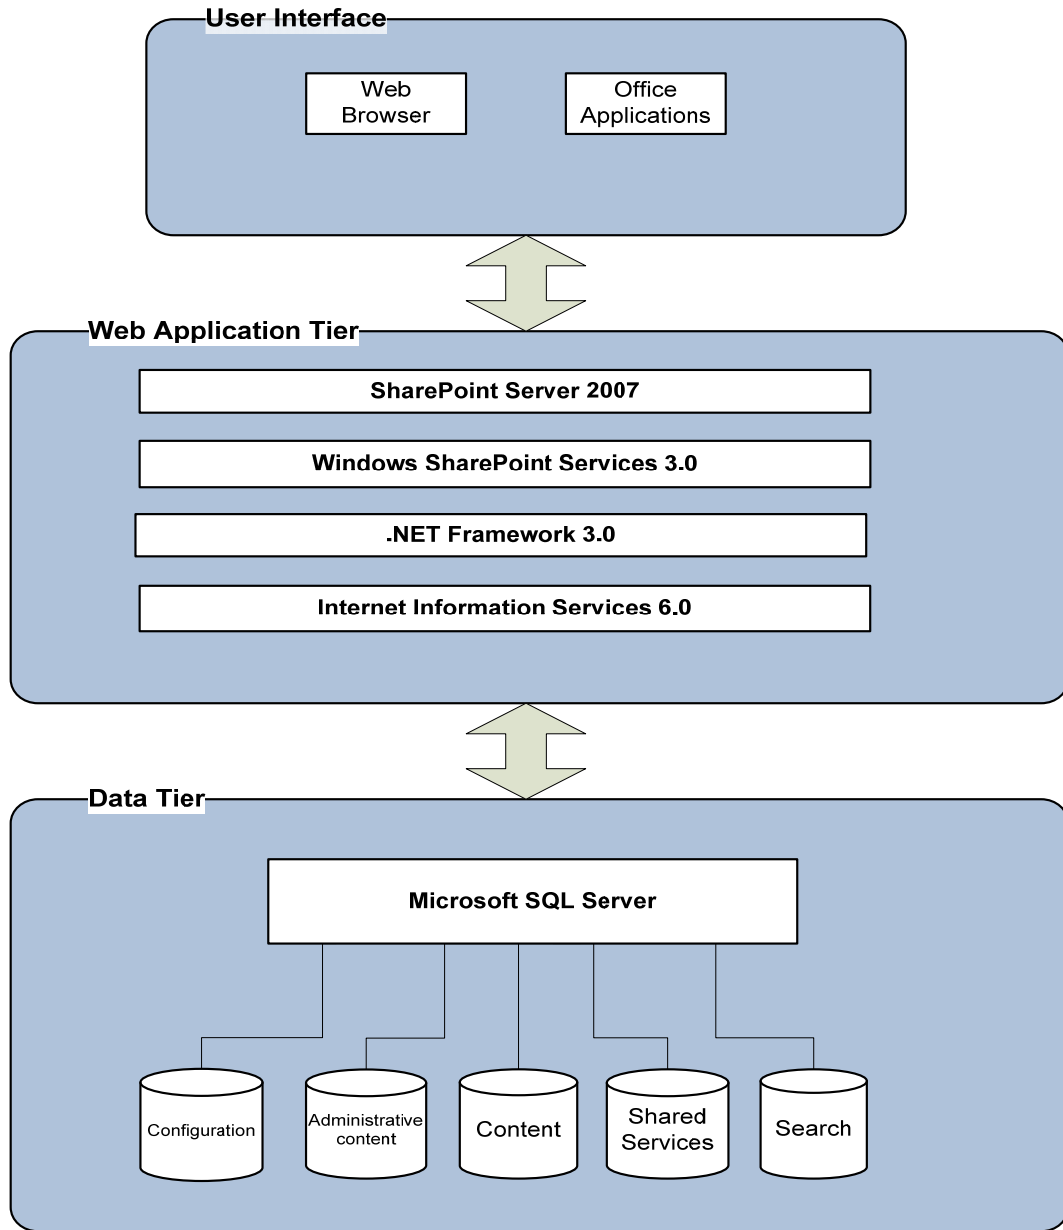 User Interface
Web
Browser
Office
Applications
Web Application Tier
SharePoint Server 2007
Windows SharePoint Services 3.0
.NET Framework 3.0
Internet Information Services 6.0
Data Tier
Microsoft SQL Server
Configuration
Administrative
content
Content
Shared
Services
Search